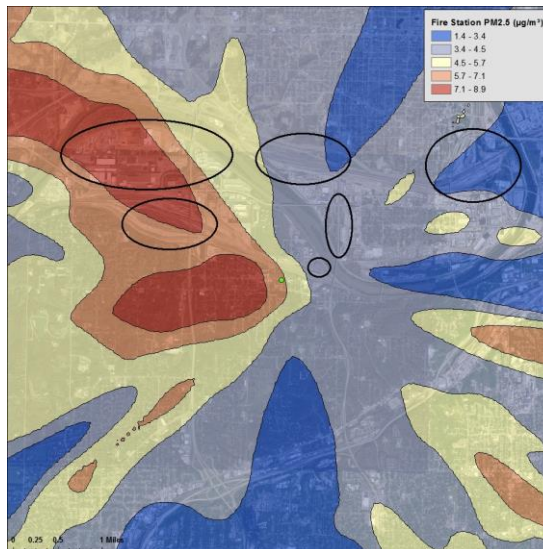 Fire Station PM2.5 (µg/m³)
1.4 - 3.4
3.4 - 4.5
4.5 - 5.7
5.7 - 7.1
7.1 - 8.9
0 0.25 0.5 1 Miles